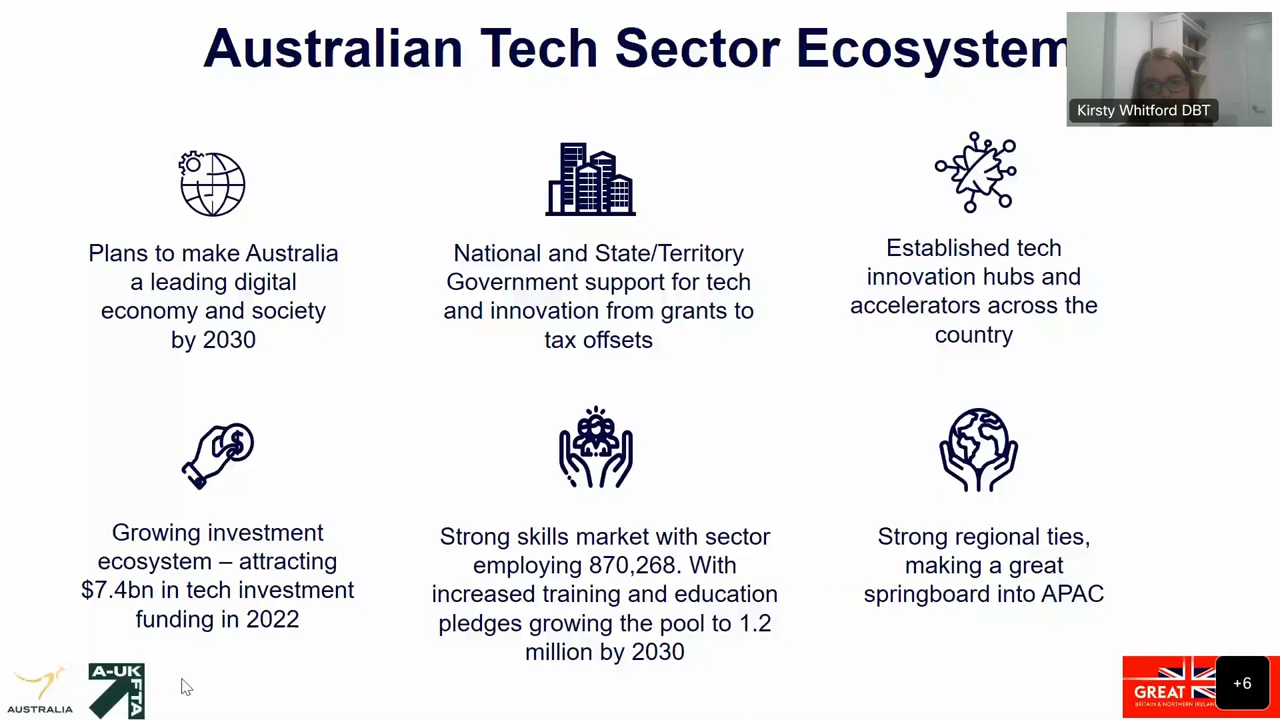 Australian Tech Sector Ecosystem
Kirsty Whitford DBT
Plans to make Australia
a leading digital
economy and society
by 2030
National and State/Territory
Government support for tech
and innovation from grants to
tax offsets
Established tech
innovation hubs and
accelerators across the
country
$
Growing investment
ecosystem – attracting
$7.4bn in tech investment
funding in 2022
Strong skills market with sector
employing 870,268. With
increased training and education
pledges growing the pool to 1.2
million by 2030
Strong regional ties,
making a great
springboard into APAC
AUSTRALIA
A-UK
FTA
GREAT
BRITAIN & NORTHERN IRELAND
+6